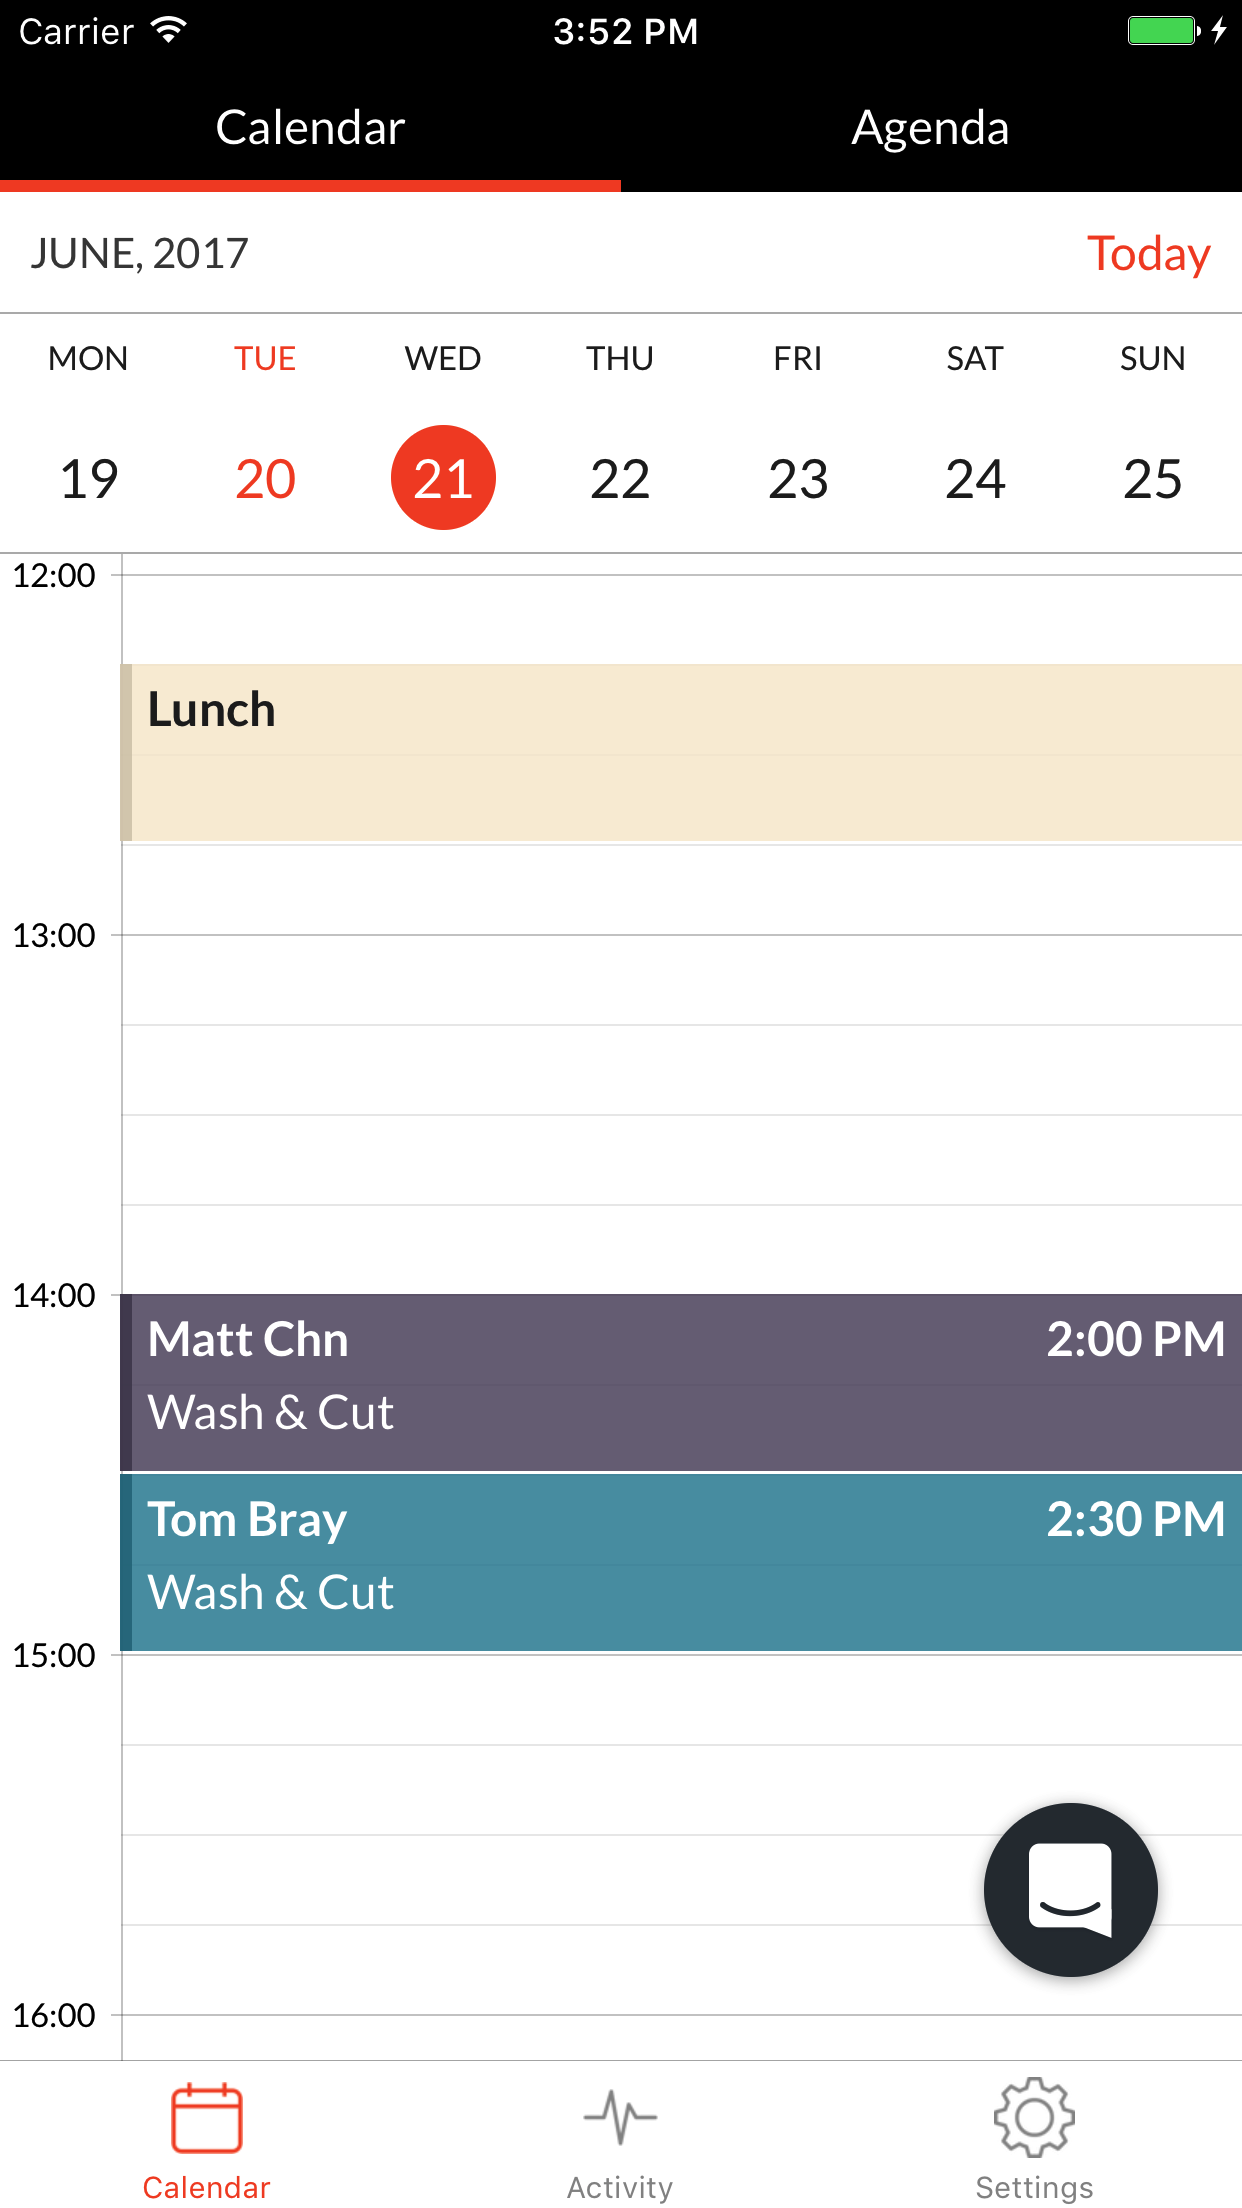 Carrier 3:52 PM
Calendar Agenda
JUNE, 2017 Today
MON TUE WED THU FRI SAT SUN
19 20 21 22 23 24 25
12:00
Lunch
13:00
14:00
Matt Chn 2:00 PM
Wash & Cut
Tom Bray 2:30 PM
Wash & Cut
15:00
16:00
Calendar Activity Settings